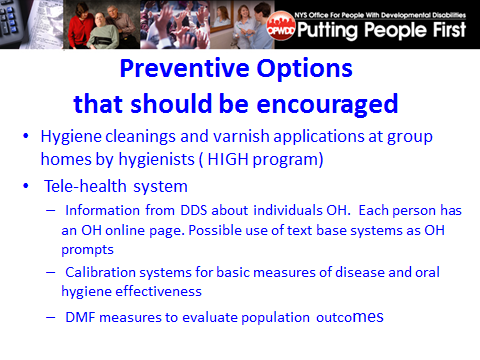 NYS Office For People With Developmental Disabilities
OPWDD
Putting People First
Preventive Options
that should be encouraged
• Hygiene cleanings and varnish applications at group
homes by hygienists ( HIGH program)
• Tele-health system
– Information from DDS about individuals OH. Each person has
an OH online page. Possible use of text base systems as OH
prompts
– Calibration systems for basic measures of disease and oral
hygiene effectiveness
– DMF measures to evaluate population outcomes